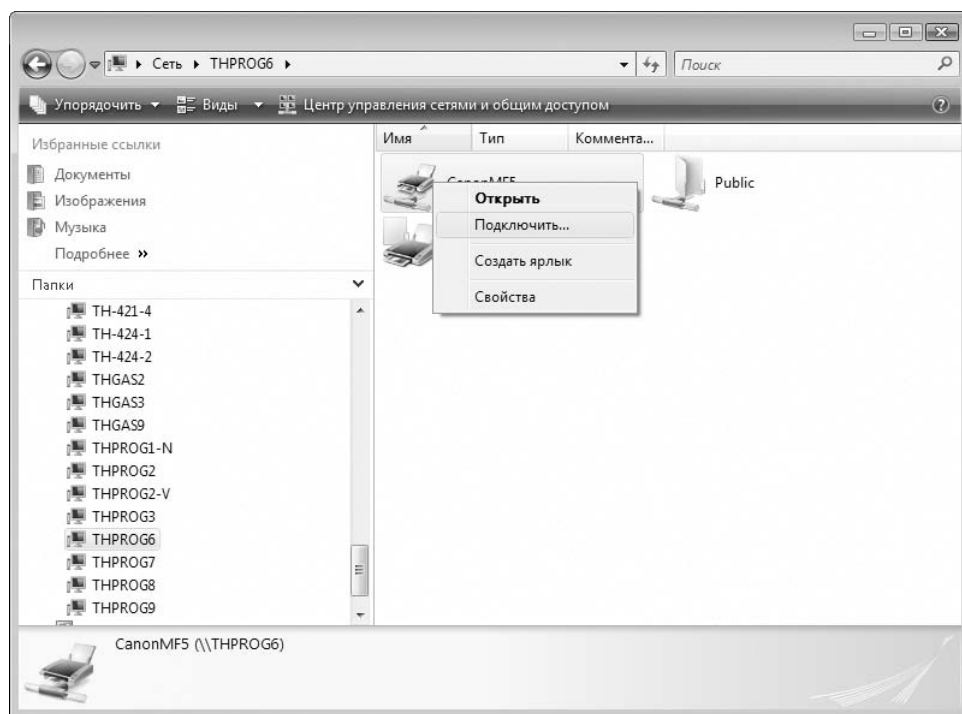 Сеть THPROG6
Поиск
Упорядочить Виды Центр управления сетями и общим доступом
Избранные ссылки
Документы
Изображения
Музыка
Подробнее »
Папки
TH-421-4
TH-424-1
TH-424-2
THGAS2
THGAS3
THGAS9
THPROG1-N
THPROG2
THPROG2-V
THPROG3
THPROG6
THPROG7
THPROG8
THPROG9
Имя Тип Коммента...
CanonMF5
Public
Открыть
Подключить...
Создать ярлык
Свойства
CanonMF5 (\\THPROG6)